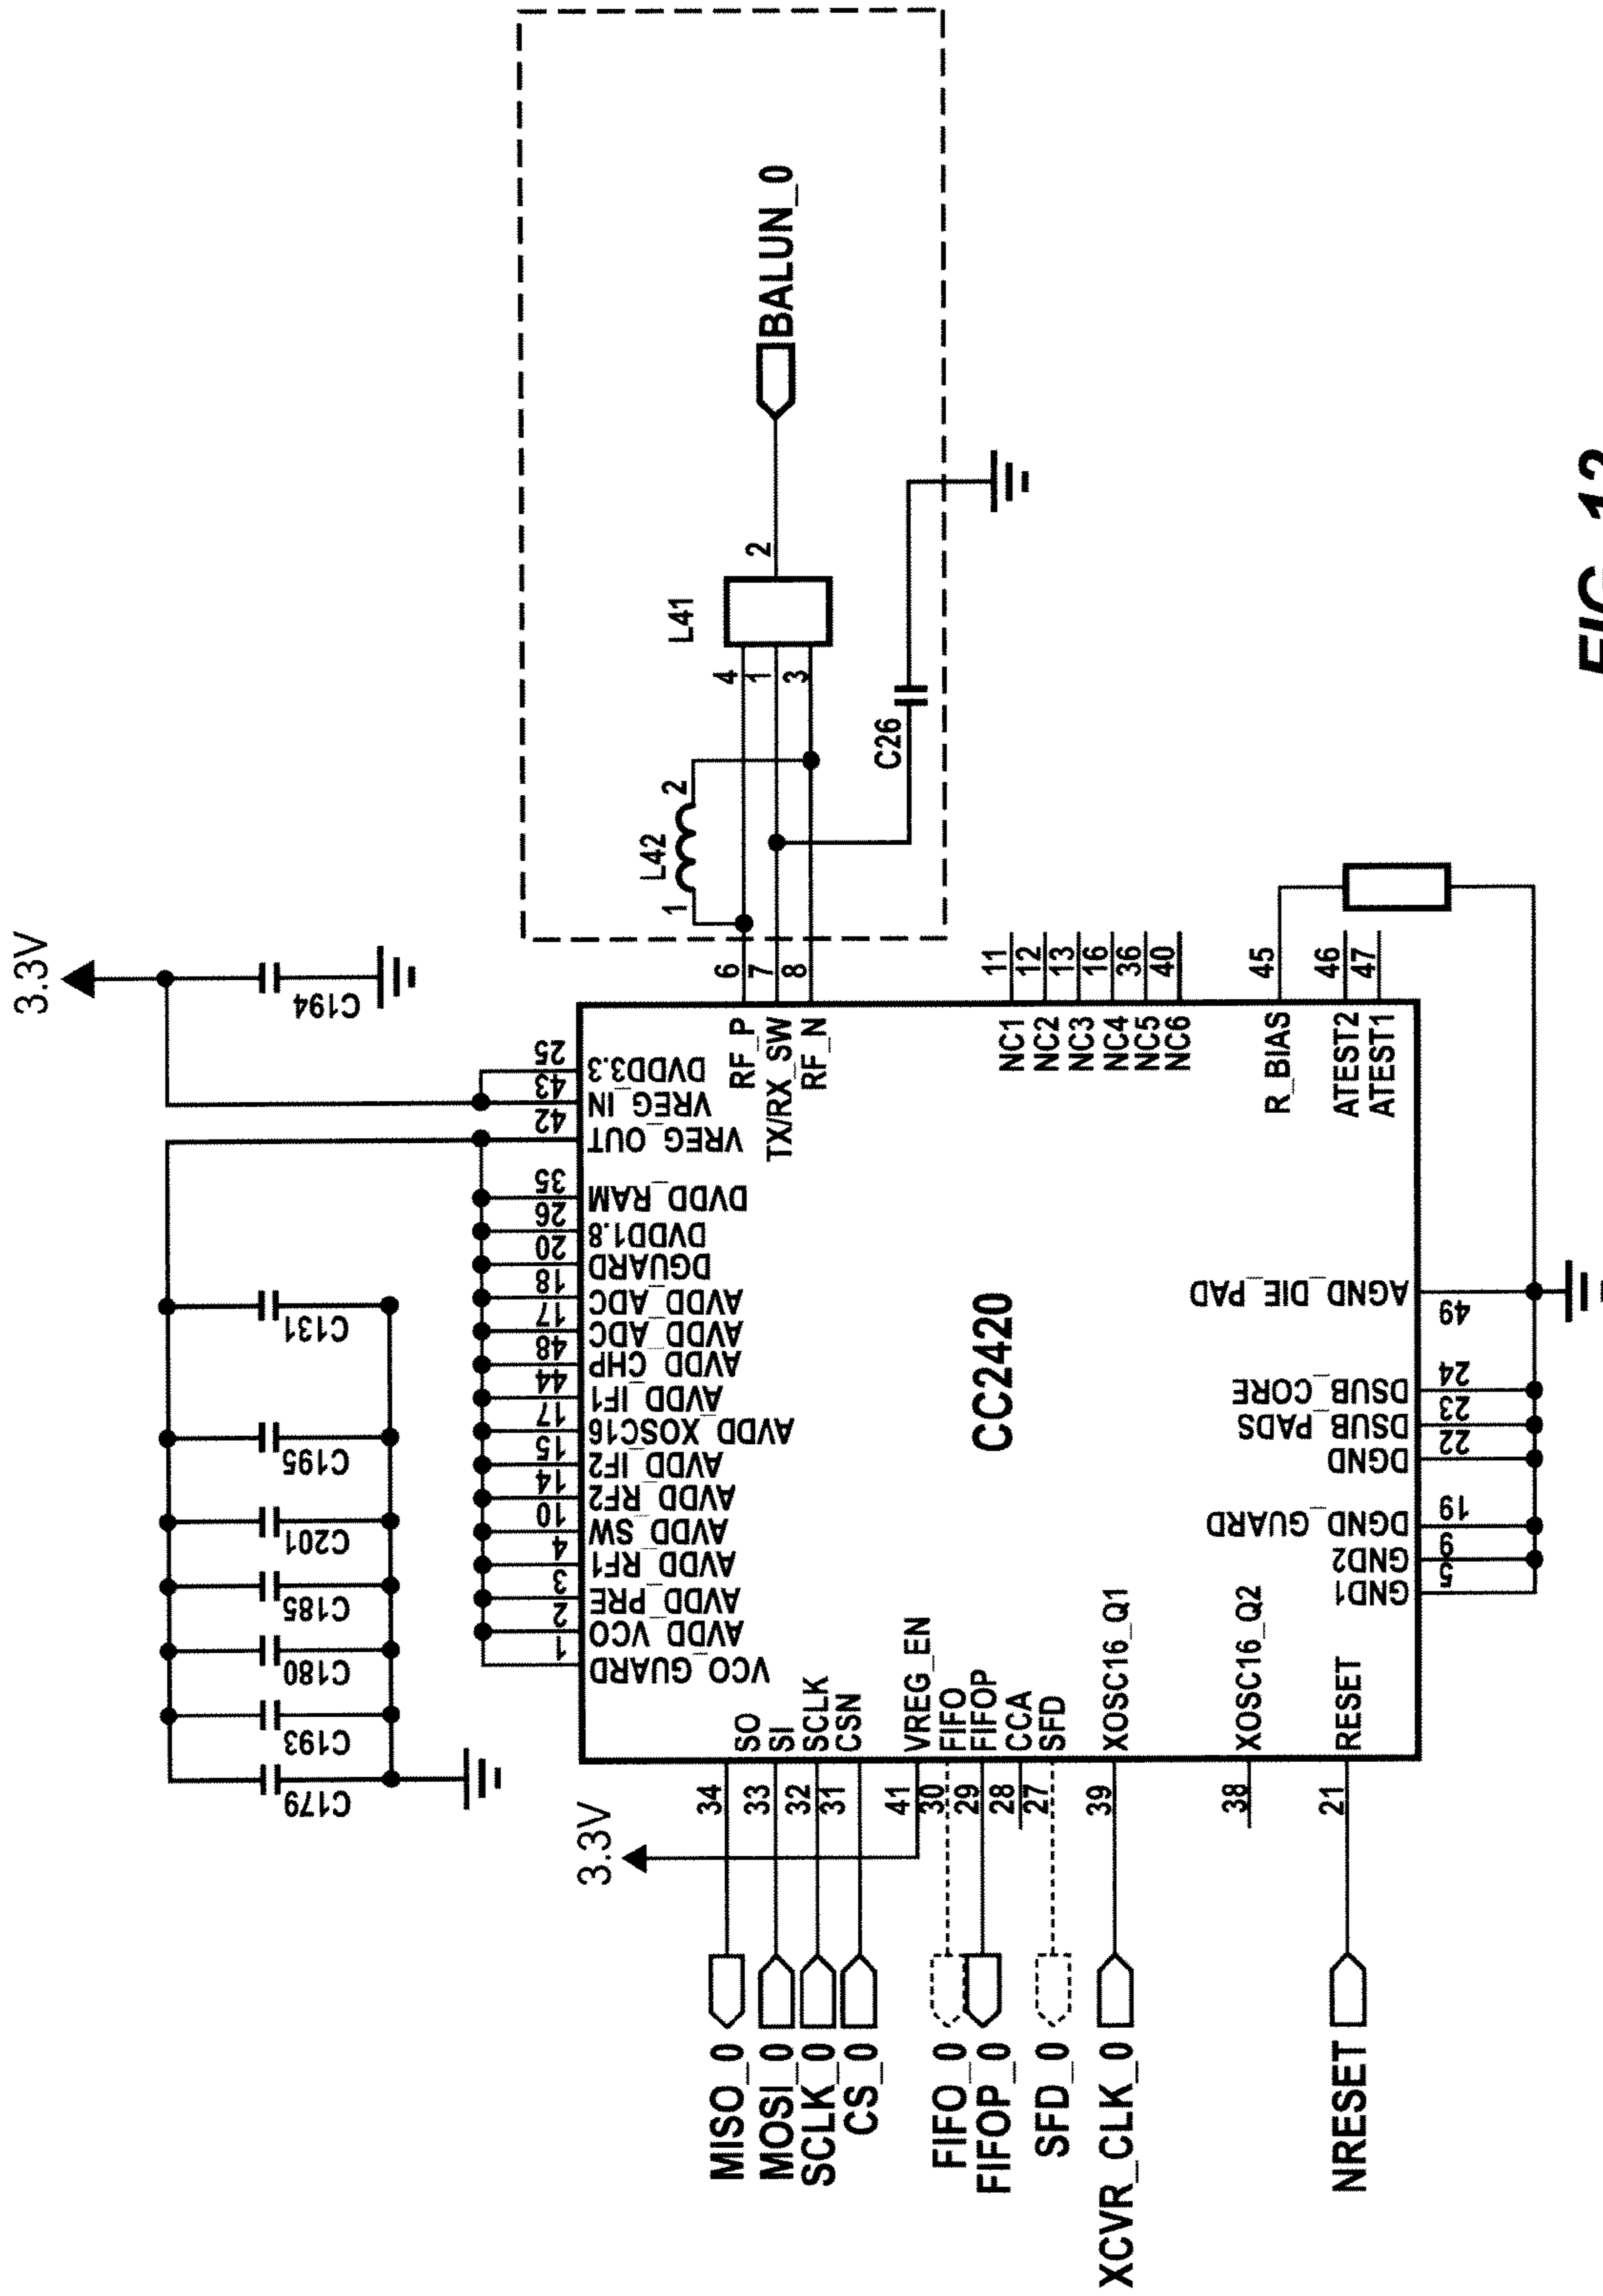 3.3V
C194
C131
C195
C201
C185
C180
C193
C179
25 DVDD3.3
43 VREG_IN
42 VREG_OUT
35 DVDD_RAM
26 DVDD1.8
20 DGUARD
18 AVDD_ADC
17 AVDD_ADC
48 AVDD_CHP
44 AVDD_IF1
17 AVDD_XOSC16
15 AVDD_IF2
14 AVDD_RF2
10 AVDD_SW
4 AVDD_RF1
3 AVDD_PRE
2 AVDD_VCO
1 VCO_GUARD
3.3V
MISO_0 34 SO
MOSI_0 33 SI
SCLK_0 32 SCLK
CS_0 31 CSN
41 VREG_EN
FIFO_0 30 FIFO
FIFOP_0 29 FIFOP
28 CCA
SFD_0 27 SFD
XCVR_CLK_0 39 XOSC16_Q1
38 XOSC16_Q2
NRESET 21 RESET
CC2420
RF_P 6
TX/RX_SW 7
RF_N 8
1 L42 2
4 L41
1 2
3
C26
BALUN_0
NC1 11
NC2 12
NC3 13
NC4 16
NC5 36
NC6 40
R_BIAS 45
ATEST2 46
ATEST1 47
AGND_DIE_PAD 49
DSUB_CORE 24
DSUB_PADS 23
DGND 22
DGND_GUARD 19
GND2 9
GND1 5
FIG. 12